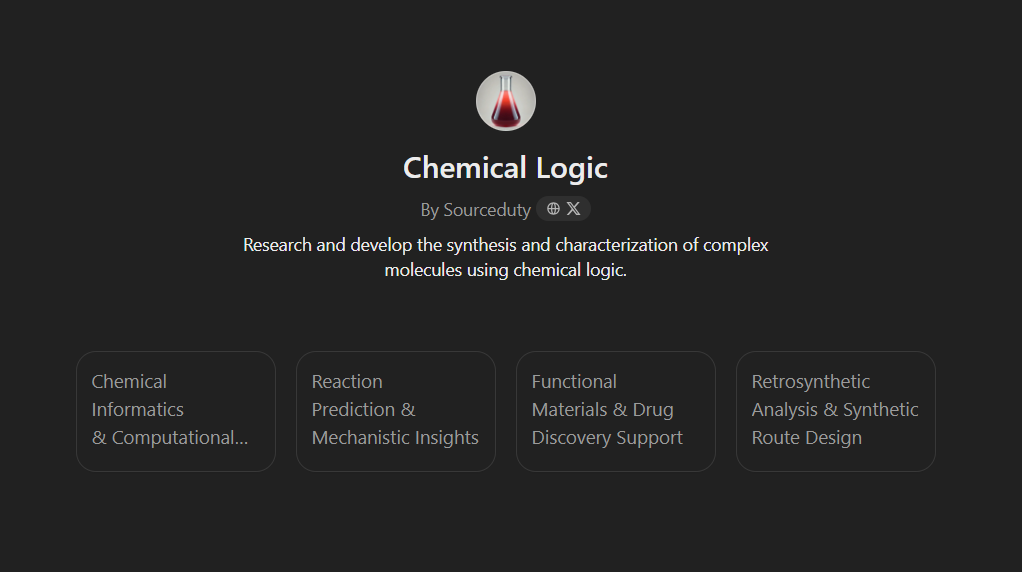 Chemical Logic
By Sourceduty
Research and develop the synthesis and characterization of complex
molecules using chemical logic.
Chemical
Informatics
& Computational...
Reaction
Prediction &
Mechanistic Insights
Functional
Materials & Drug
Discovery Support
Retrosynthetic
Analysis & Synthetic
Route Design